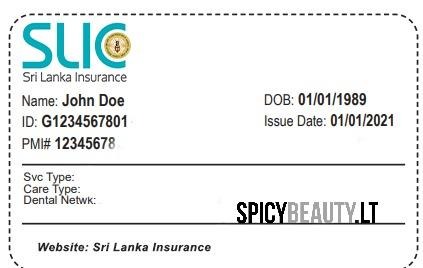 SLIC
Sri Lanka Insurance
Name: John Doe
DOB: 01/01/1989
ID: G1234567801
Issue Date: 01/01/2021
PMI# 12345678
Svc Type:
Care Type:
Dental Netwk:
SPICYBEAUTY.LT
Website: Sri Lanka Insurance